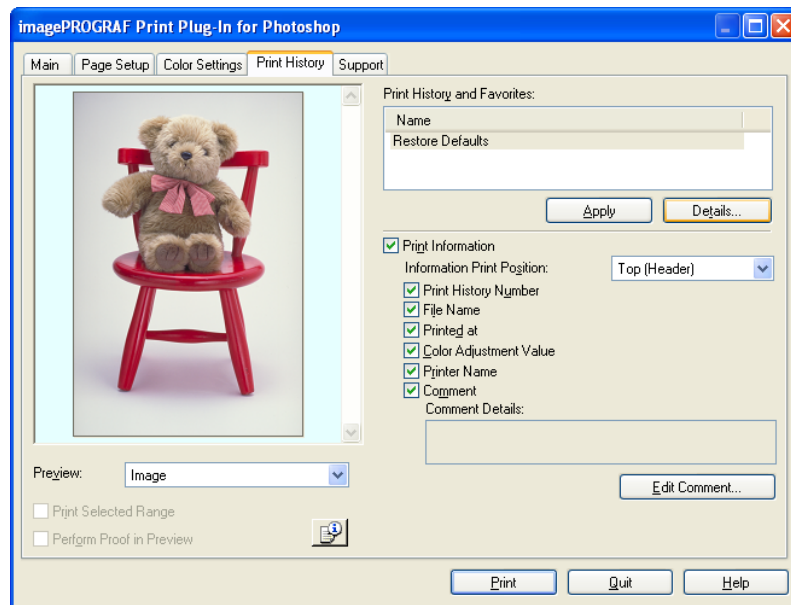 imagePROGRAF Print Plug-In for Photoshop
Main Page Setup Color Settings Print History Support
Print History and Favorites:
Name
Restore Defaults
Apply Details...
Print Information
Information Print Position: Top (Header)
Print History Number
File Name
Printed at
Color Adjustment Value
Printer Name
Comment
Comment Details:
Preview: Image
Edit Comment...
Print Selected Range
Perform Proof in Preview
Print Quit Help